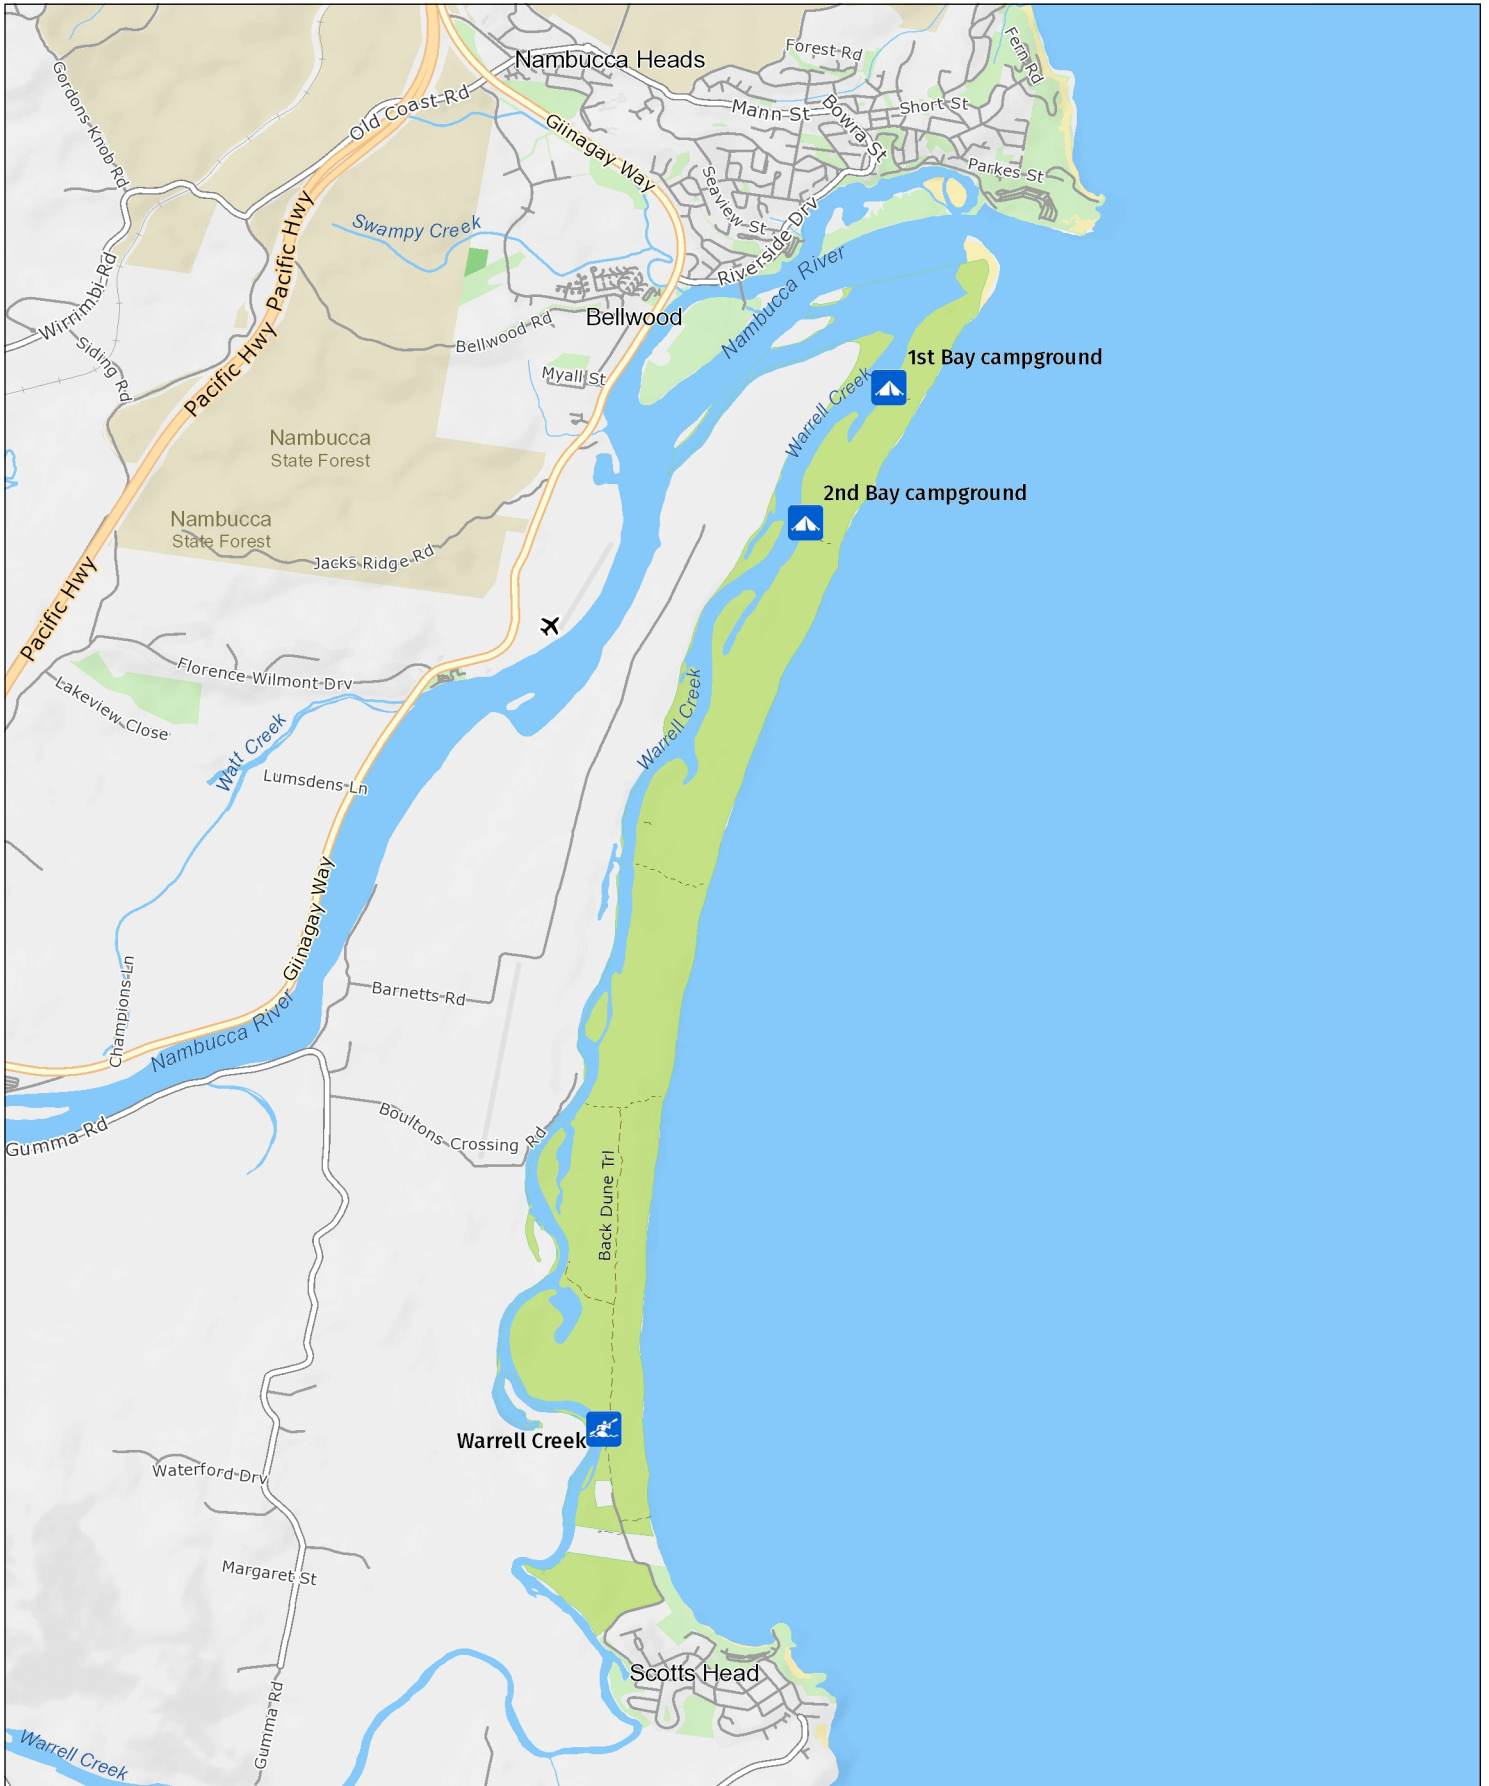 Nambucca Heads
Forest Rd
Fern Rd
Gordons Knob Rd
Old Coast Rd
Mann St
Bowra St
Short St
Giinagay Way
Parkes St
Seaview St
Swampy Creek
Pacific Hwy
Pacific Hwy
Riverside Drv
Nambucca River
Wirrimbi Rd
Siding Rd
Bellwood
Bellwood Rd
Myall St
1st Bay campground
Warrell Creek
Nambucca
State Forest
2nd Bay campground
Nambucca
State Forest
Jacks Ridge Rd
Pacific Hwy
Florence Wilmont Drv
Lakeview Close
Watt Creek
Lumsdens Ln
Warrell Creek
Giinagay Way
Champions Ln
Barnetts Rd
Nambucca River
Gumma Rd
Boultons Crossing Rd
Back Dune Trl
Warrell Creek
Waterford Drv
Margaret St
Scotts Head
Gumma Rd
Warrell Creek